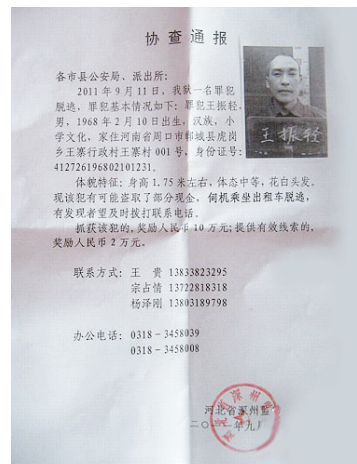 协查通报
各市县公安局、派出所：
2011年9月11日，我狱一名罪犯
脱逃，罪犯基本情况如下：罪犯王振轻，
男，1968年2月10日出生，汉族，小
学文化，家住河南省周口市郸城县虎岗
乡王寨行政村王寨村001号，身份证号：
412726196802101231。
王振轻
体貌特征：身高1.75米左右，体态中等，花白头发。
现该犯有可能盗取了部分现金，伺机乘坐出租车脱逃，
有发现者望及时拨打联系电话。
抓获该犯的，奖励人民币10万元；提供有效线索的，
奖励人民币2万元。
联系方式：王 贵 13833823295
宗占情 13722818318
杨泽刚 13803189798
办公电话：0318－3458039
0318－3458008
河北省深州监
二〇一一年九月